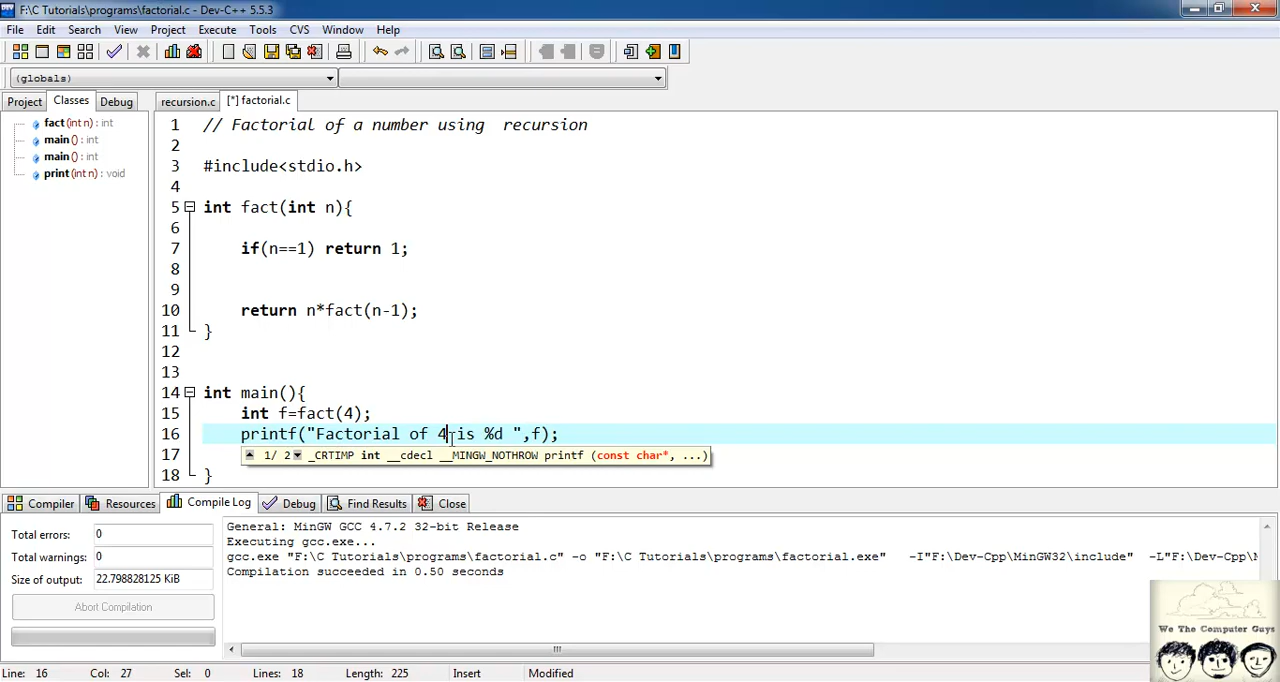 F:\C Tutorials\programs\factorial.c - Dev-C++ 5.5.3
File Edit Search View Project Execute Tools CVS Window Help
(globals)
Project Classes Debug recursion.c [*] factorial.c
fact (int n) : int
main () : int
main () : int
print (int n) : void
1 // Factorial of a number using  recursion
2
3 #include<stdio.h>
4
5 int fact(int n){
6
7 if(n==1) return 1;
8
9
10 return n*fact(n-1);
11 }
12
13
14 int main(){
15 int f=fact(4);
16 printf("Factorial of 4 is %d ",f);
17 1/ 2 _CRTIMP int __cdecl __MINGW_NOTHROW printf (const char*, ...)
18 }
Compiler Resources Compile Log Debug Find Results Close
Total errors: 0
Total warnings: 0
Size of output: 22.798828125 KiB
Abort Compilation
General: MinGW GCC 4.7.2 32-bit Release
Executing gcc.exe...
gcc.exe "F:\C Tutorials\programs\factorial.c" -o "F:\C Tutorials\programs\factorial.exe" -I"F:\Dev-Cpp\MinGW32\include" -L"F:\Dev-Cpp\M
Compilation succeeded in 0.50 seconds
We The Computer Guys
Line: 16 Col: 27 Sel: 0 Lines: 18 Length: 225 Insert Modified